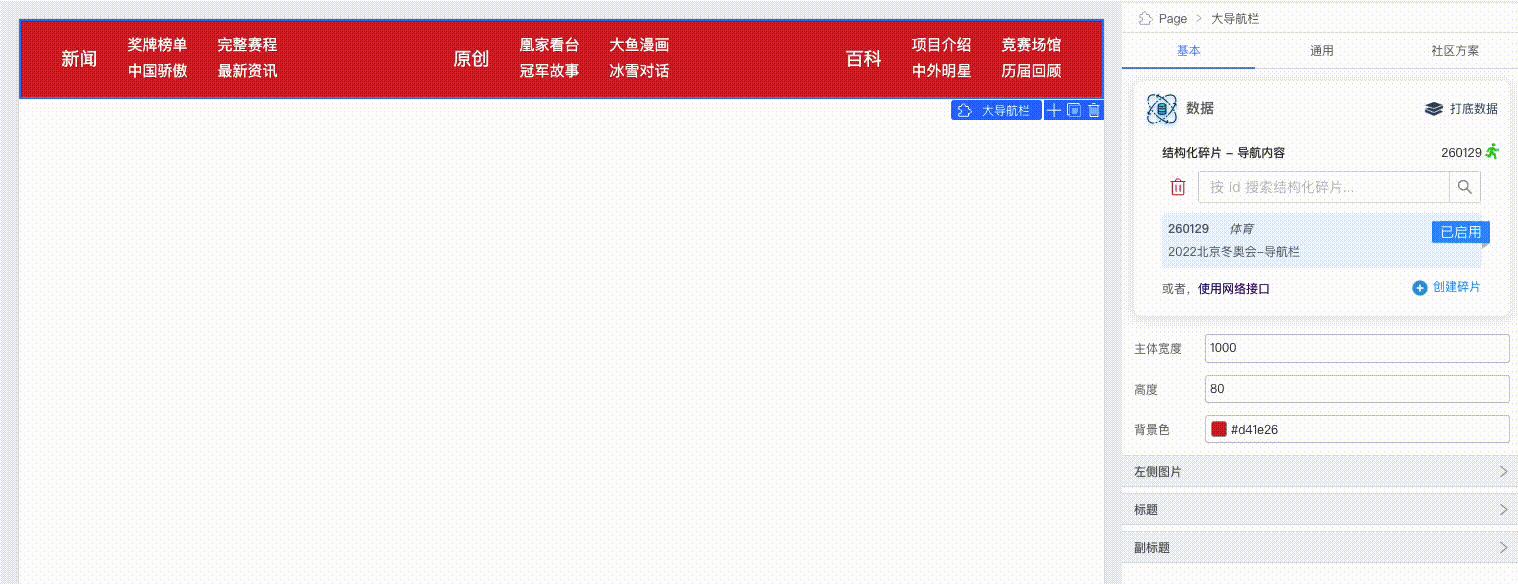 新闻 奖牌榜单 完整赛程 原创 凰家看台 大鱼漫画 百科 项目介绍 竞赛场馆
中国骄傲 最新资讯 冠军故事 冰雪对话 中外明星 历届回顾
大导航栏
Page > 大导航栏
基本 通用 社区方案
数据 打底数据
结构化碎片 – 导航内容 260129
按 id 搜索结构化碎片...
260129 体育 已启用
2022北京冬奥会-导航栏
或者，使用网络接口 创建碎片
主体宽度 1000
高度 80
背景色 #d41e26
左侧图片
标题
副标题